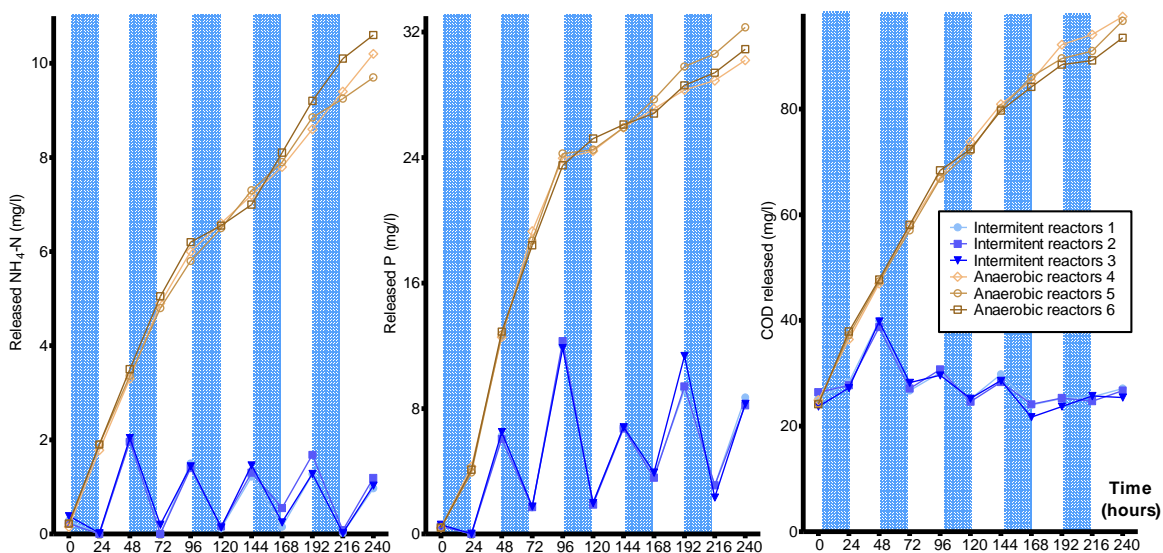 Released NH4-N (mg/l)
10
8
6
4
2
0
0 24 48 72 96 120 144 168 192 216 240
Released P (mg/l)
32
24
16
8
0
0 24 48 72 96 120 144 168 192 216 240
COD released (mg/l)
80
60
40
20
0
0 24 48 72 96 120 144 168 192 216 240
Intermitent reactors 1
Intermitent reactors 2
Intermitent reactors 3
Anaerobic reactors 4
Anaerobic reactors 5
Anaerobic reactors 6
Time
(hours)